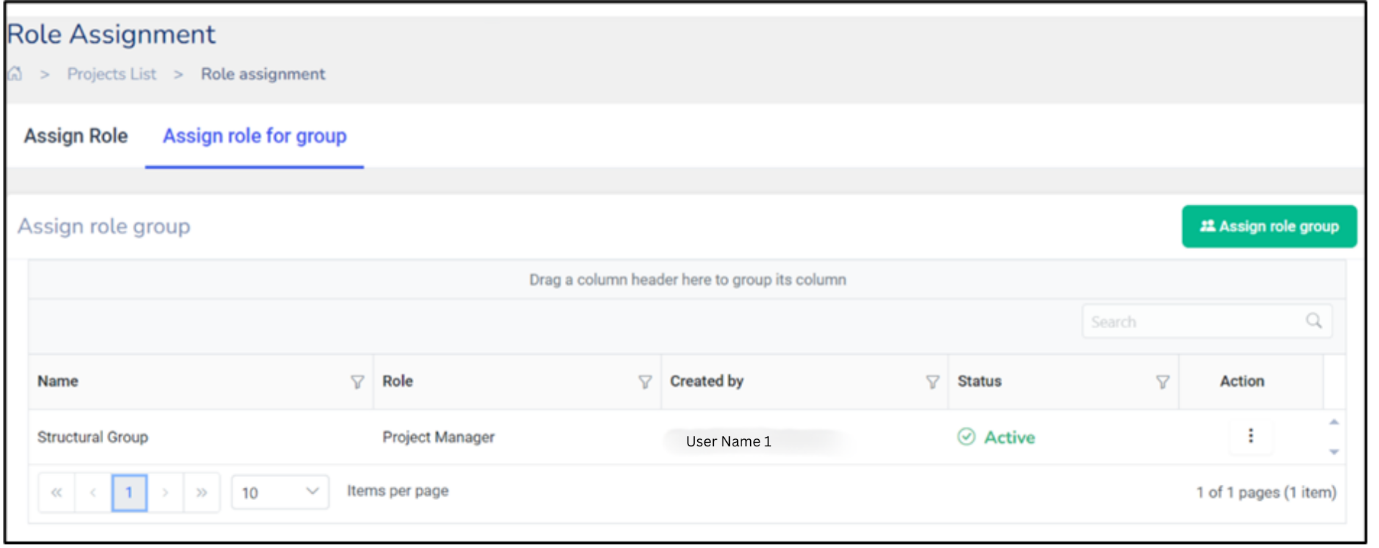 Role Assignment
> Projects List > Role assignment
Assign Role Assign role for group
Assign role group Assign role group
Drag a column header here to group its column
Search
Name Role Created by Status Action
Structural Group Project Manager User Name 1 Active
« < 1 > » 10 Items per page 1 of 1 pages (1 item)